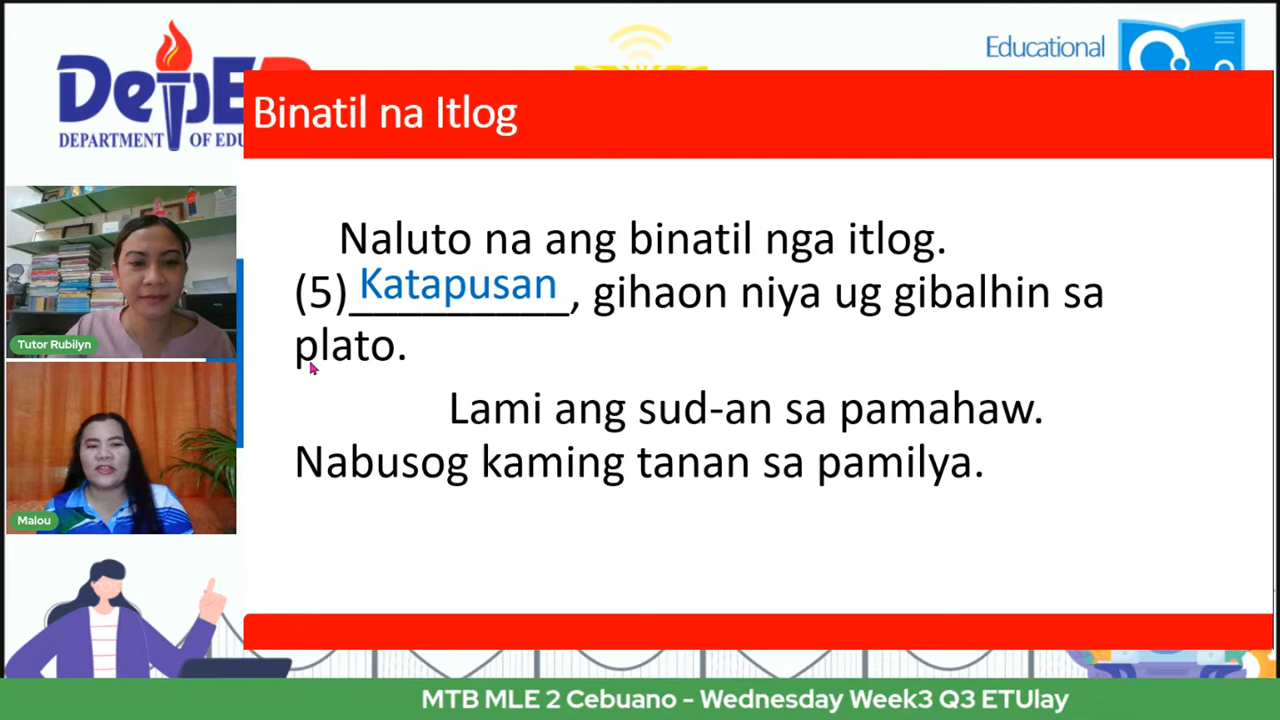 DepED
DEPARTMENT OF EDU
Educational
Binatil na Itlog
Naluto na ang binatil nga itlog.
(5) Katapusan, gihaon niya ug gibalhin sa
plato.
Lami ang sud-an sa pamahaw.
Nabusog kaming tanan sa pamilya.
Tutor Rubilyn
Malou
MTB MLE 2 Cebuano - Wednesday Week3 Q3 ETUlay